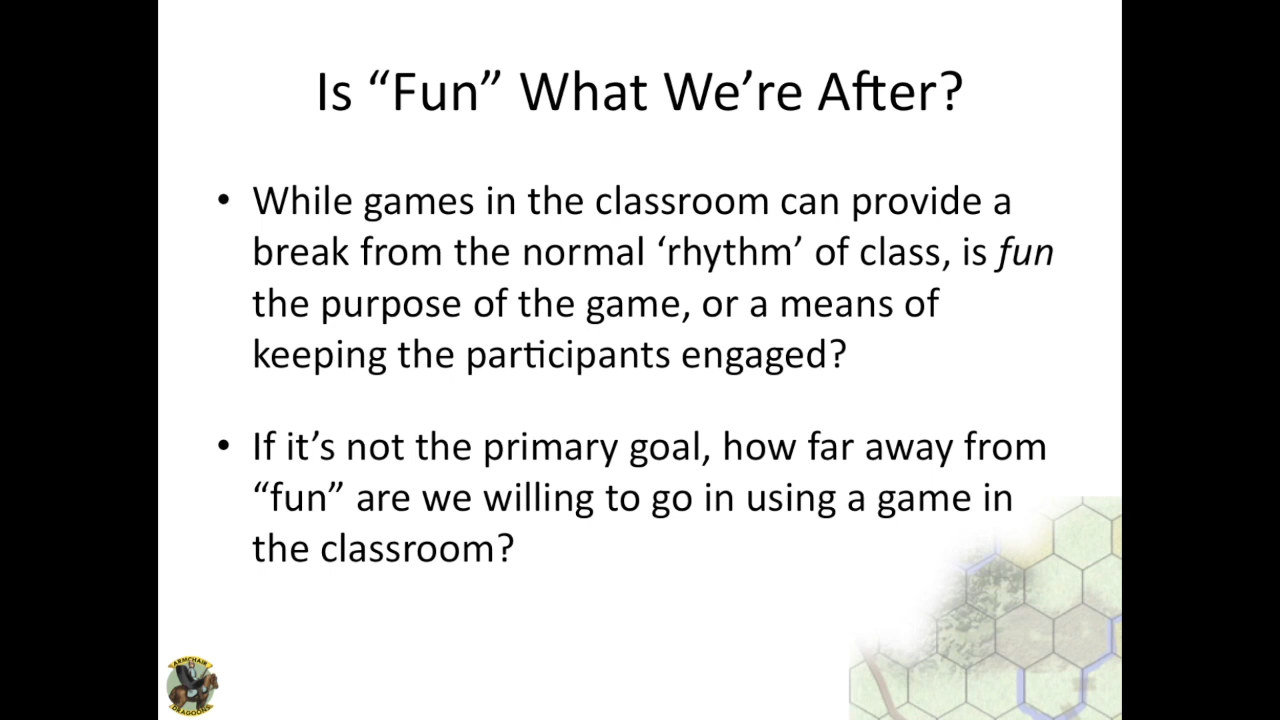 Is “Fun” What We’re After?
• While games in the classroom can provide a
break from the normal ‘rhythm’ of class, is fun
the purpose of the game, or a means of
keeping the participants engaged?
• If it’s not the primary goal, how far away from
“fun” are we willing to go in using a game in
the classroom?
ARMCHAIR
DRAGOONS